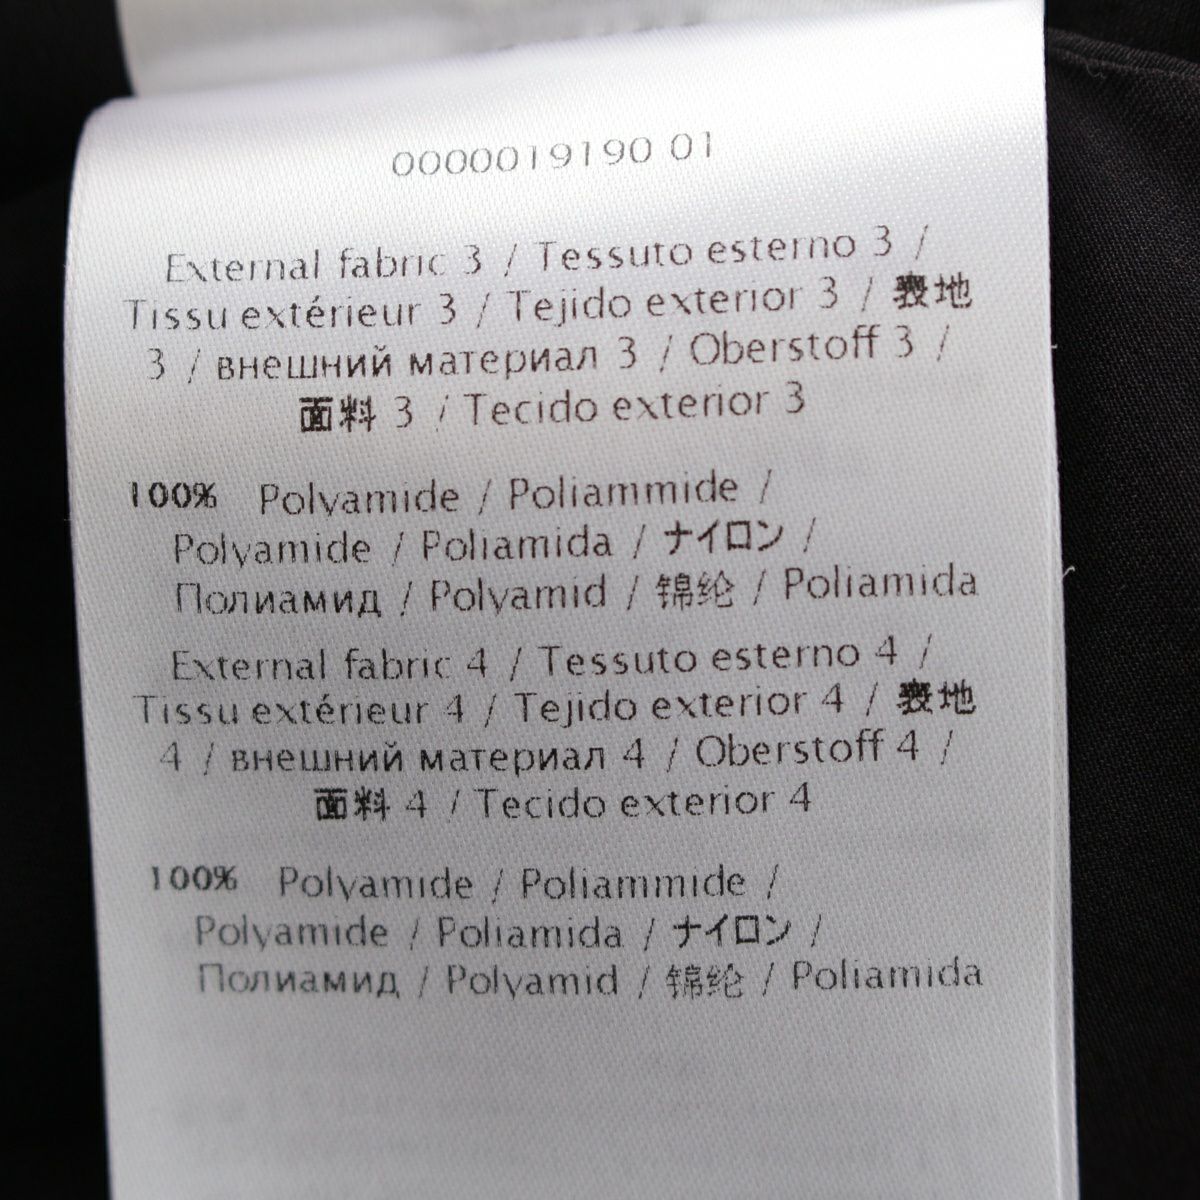 0000019190 01
External fabric 3 / Tessuto esterno 3 /
Tissu extérieur 3 / Tejido exterior 3 / 表地
3 / внешний материал 3 / Oberstoff 3 /
面料 3 / Tecido exterior 3
100% Polyamide / Poliammide /
Polyamide / Poliamida / ナイロン /
Полиамид / Polyamid / 锦纶 / Poliamida
External fabric 4 / Tessuto esterno 4 /
Tissu extérieur 4 / Tejido exterior 4 / 表地
4 / внешний материал 4 / Oberstoff 4 /
面料 4 / Tecido exterior 4
100% Polyamide / Poliammide /
Polyamide / Poliamida / ナイロン /
Полиамид / Polyamid / 锦纶 / Poliamida